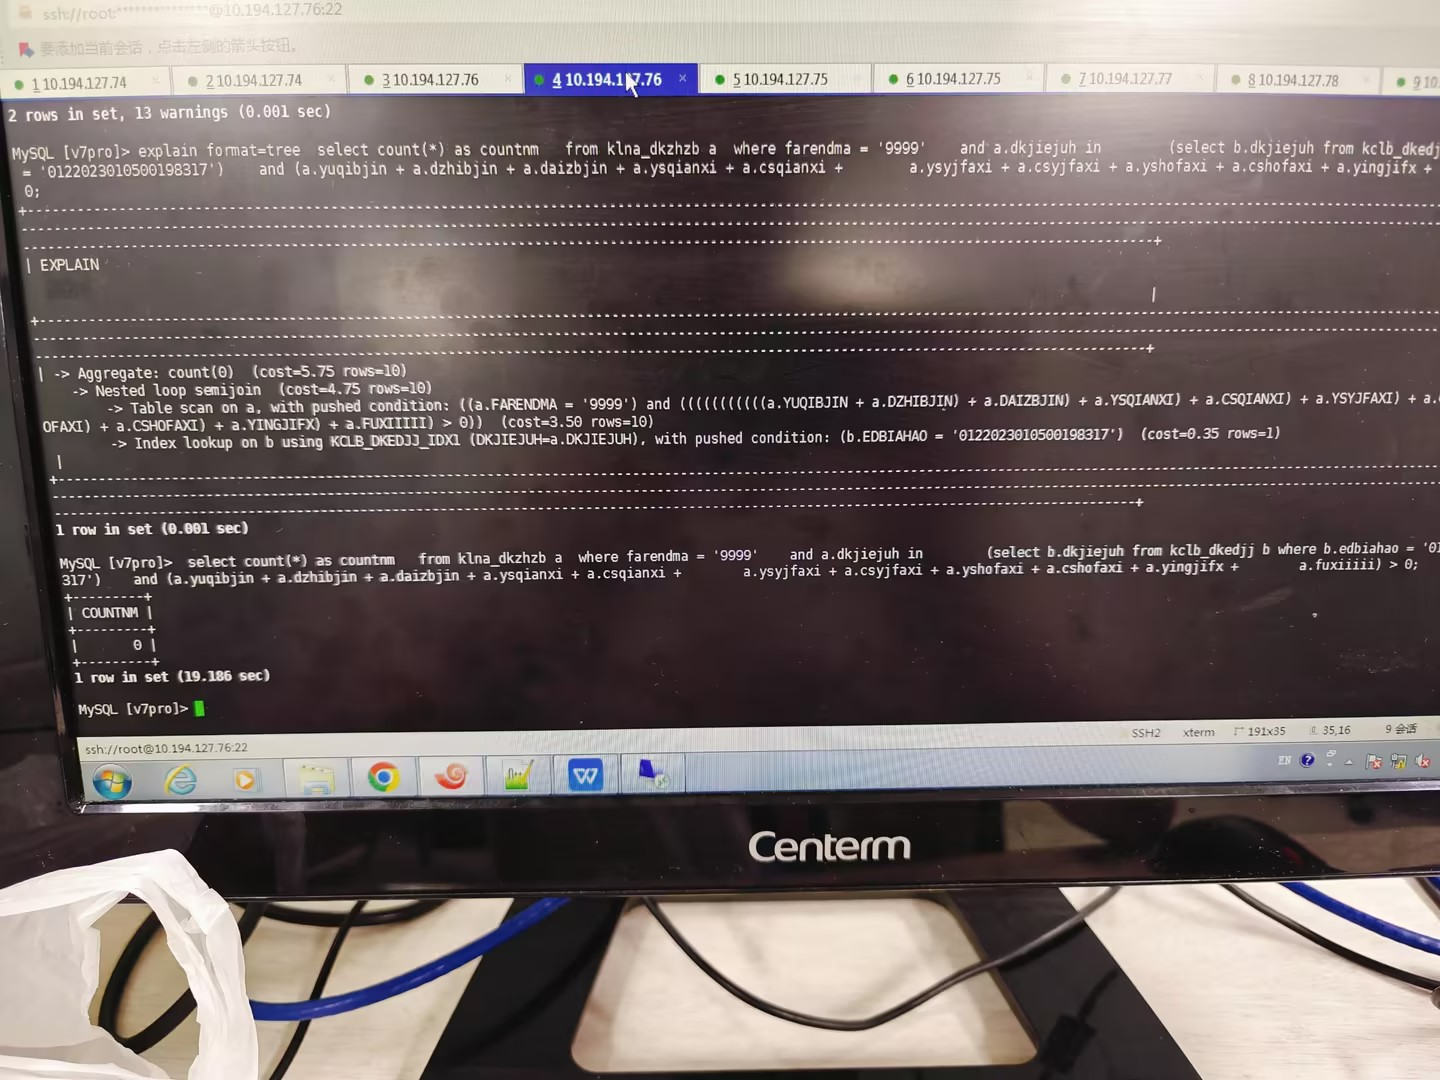 ssh://root:**************@10.194.127.76:22
要添加当前会话，点击左侧的箭头按钮。
1 10.194.127.74 × 2 10.194.127.74 × 3 10.194.127.76 × 4 10.194.127.76 × 5 10.194.127.75 × 6 10.194.127.75 × 7 10.194.127.77 × 8 10.194.127.78 × 9 10.
2 rows in set, 13 warnings (0.001 sec)
MySQL [v7pro]> explain format=tree  select count(*) as countnm   from klna_dkzhzb a  where farendma = '9999'    and a.dkjiejuh in        (select b.dkjiejuh from kclb_dkedj
= '0122023010500198317')    and (a.yuqibjin + a.dzhibjin + a.daizbjin + a.ysqianxi + a.csqianxi +        a.ysyjfaxi + a.csyjfaxi + a.yshofaxi + a.cshofaxi + a.yingjifx +
0;
| EXPLAIN
|
| -> Aggregate: count(0)  (cost=5.75 rows=10)
-> Nested loop semijoin  (cost=4.75 rows=10)
-> Table scan on a, with pushed condition: ((a.FARENDMA = '9999') and (((((((((((a.YUQIBJIN + a.DZHIBJIN) + a.DAIZBJIN) + a.YSQIANXI) + a.CSQIANXI) + a.YSYJFAXI) + a.
OFAXI) + a.CSHOFAXI) + a.YINGJIFX) + a.FUXIIIII) > 0))  (cost=3.50 rows=10)
-> Index lookup on b using KCLB_DKEDJJ_IDX1 (DKJIEJUH=a.DKJIEJUH), with pushed condition: (b.EDBIAHAO = '0122023010500198317')  (cost=0.35 rows=1)
|
1 row in set (0.001 sec)
MySQL [v7pro]>  select count(*) as countnm   from klna_dkzhzb a  where farendma = '9999'    and a.dkjiejuh in        (select b.dkjiejuh from kclb_dkedjj b where b.edbiahao = '01
317')    and (a.yuqibjin + a.dzhibjin + a.daizbjin + a.ysqianxi + a.csqianxi +        a.ysyjfaxi + a.csyjfaxi + a.yshofaxi + a.cshofaxi + a.yingjifx +        a.fuxiiiii) > 0;
+---------+
| COUNTNM |
+---------+
|       0 |
+---------+
1 row in set (19.186 sec)
MySQL [v7pro]>
ssh://root@10.194.127.76:22 SSH2 xterm 191x35 35,16 9 会话
EN
Centerm